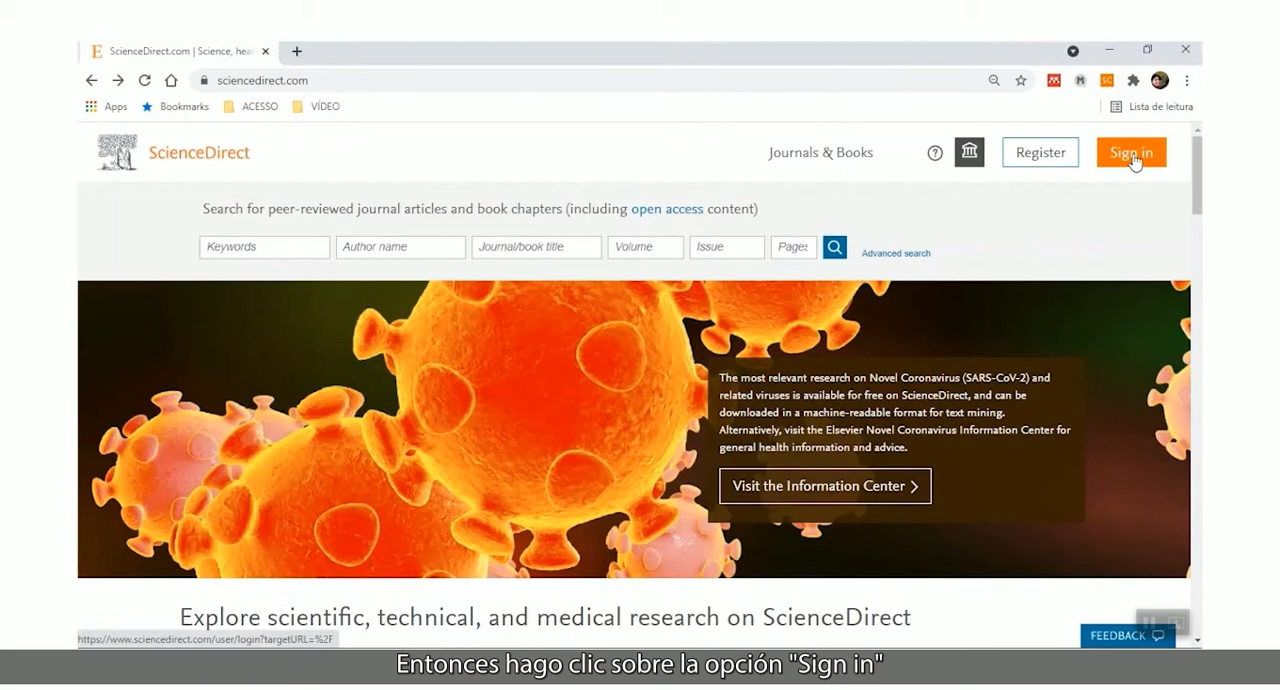 E ScienceDirect.com | Science, hea
sciencedirect.com
Apps Bookmarks ACESSO VÍDEO Lista de leitura
ScienceDirect Journals & Books Register Sign in
Search for peer-reviewed journal articles and book chapters (including open access content)
Keywords Author name Journal/book title Volume Issue Pages Advanced search
The most relevant research on Novel Coronavirus (SARS-CoV-2) and
related viruses is available for free on ScienceDirect, and can be
downloaded in a machine-readable format for text mining.
Alternatively, visit the Elsevier Novel Coronavirus Information Center for
general health information and advice.
Visit the Information Center
Explore scientific, technical, and medical research on ScienceDirect
https://www.sciencedirect.com/user/login?targetURL=%2F
FEEDBACK
Entonces hago clic sobre la opción "Sign in"